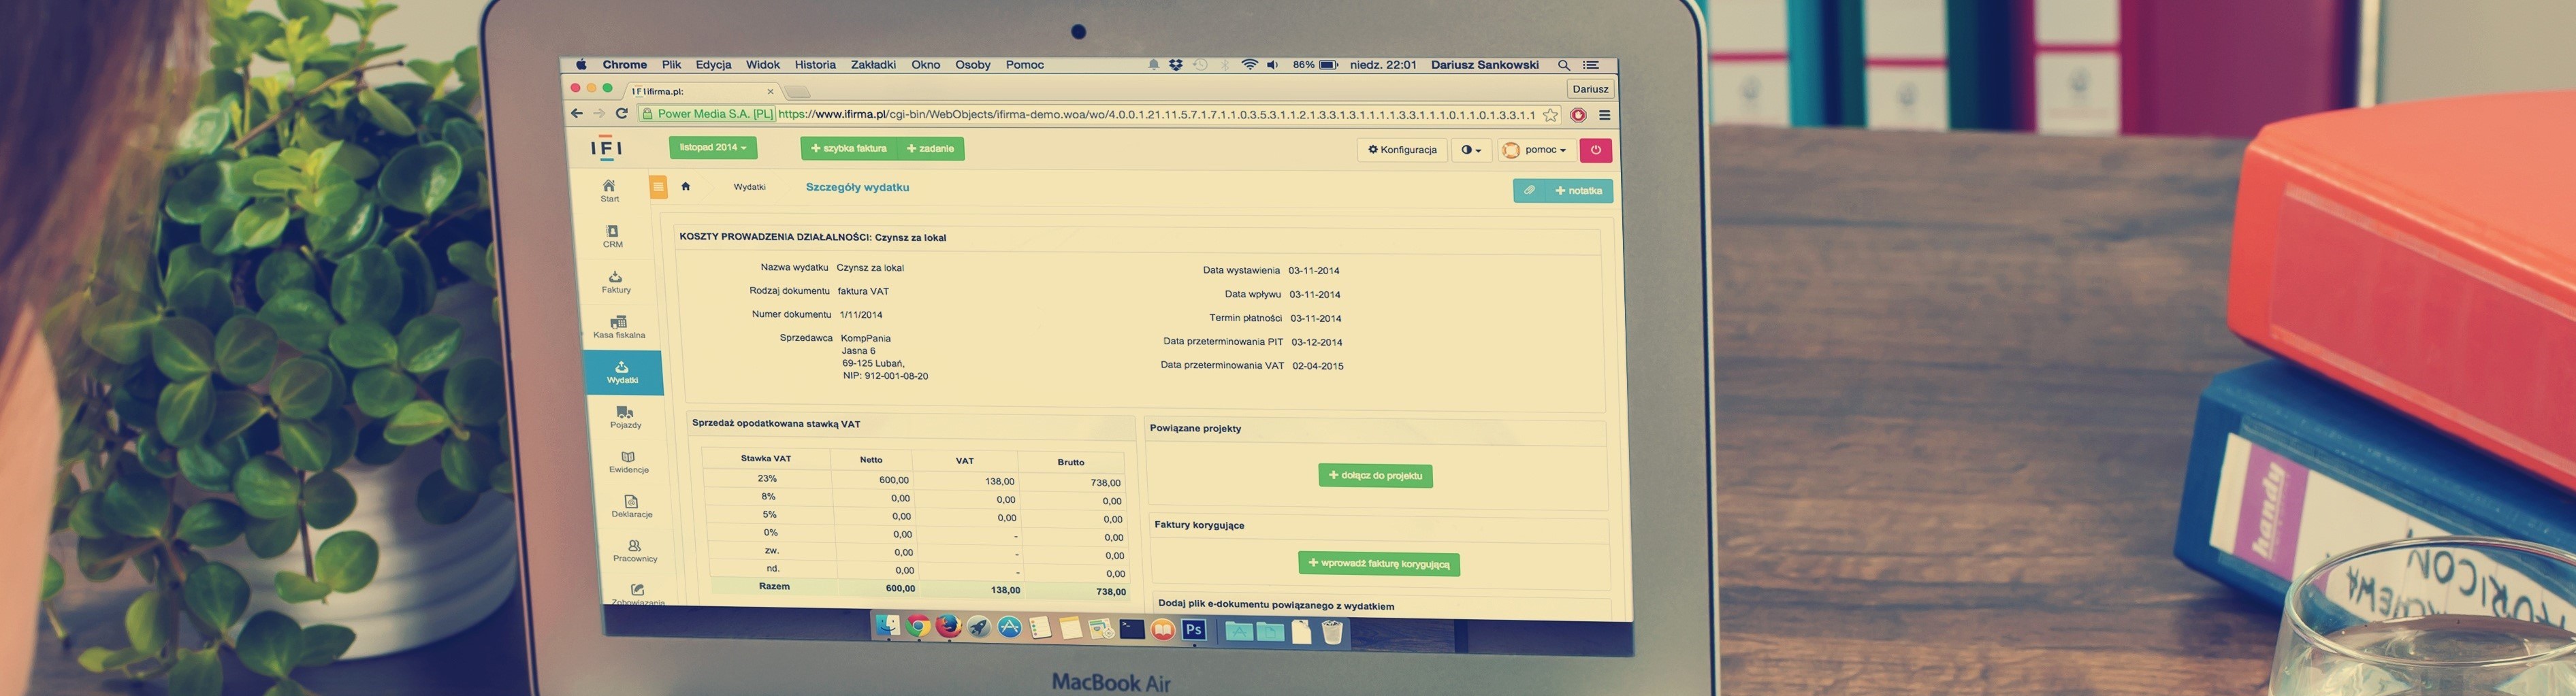 Chrome Plik Edycja Widok Historia Zakładki Okno Osoby Pomoc 86% niedz. 22:01 Dariusz Sankowski
IFI ifirma.pl: Dariusz
Power Media S.A. [PL] https://www.ifirma.pl/cgi-bin/WebObjects/ifirma-demo.woa/wo/4.0.0.1.21.11.5.7.1.7.1.1.0.3.5.3.1.1.2.1.3.3.1.3.1.1.1.1.3.3.1.1.1.0.1.1.0.1.3.3.1.1
IFI listopad 2014 + szybka faktura + zadanie Konfiguracja pomoc
Wydatki Szczegóły wydatku + notatka
Start
CRM
Faktury
Kasa fiskalna
Wydatki
Pojazdy
Ewidencje
Deklaracje
Pracownicy
Zobowiązania
KOSZTY PROWADZENIA DZIAŁALNOŚCI: Czynsz za lokal
Nazwa wydatku Czynsz za lokal
Rodzaj dokumentu faktura VAT
Numer dokumentu 1/11/2014
Sprzedawca KompPania
Jasna 6
69-125 Lubań,
NIP: 912-001-08-20
Data wystawienia 03-11-2014
Data wpływu 03-11-2014
Termin płatności 03-11-2014
Data przeterminowania PIT 03-12-2014
Data przeterminowania VAT 02-04-2015
Sprzedaż opodatkowana stawką VAT
Stawka VAT Netto VAT Brutto
23% 600,00 138,00 738,00
8% 0,00 0,00 0,00
5% 0,00 0,00 0,00
0% 0,00 - 0,00
zw. 0,00 - 0,00
nd. 0,00 - 0,00
Razem 600,00 138,00 738,00
Powiązane projekty
+ dołącz do projektu
Faktury korygujące
+ wprowadź fakturę korygującą
Dodaj plik e-dokumentu powiązanego z wydatkiem
Ps
MacBook Air
handy